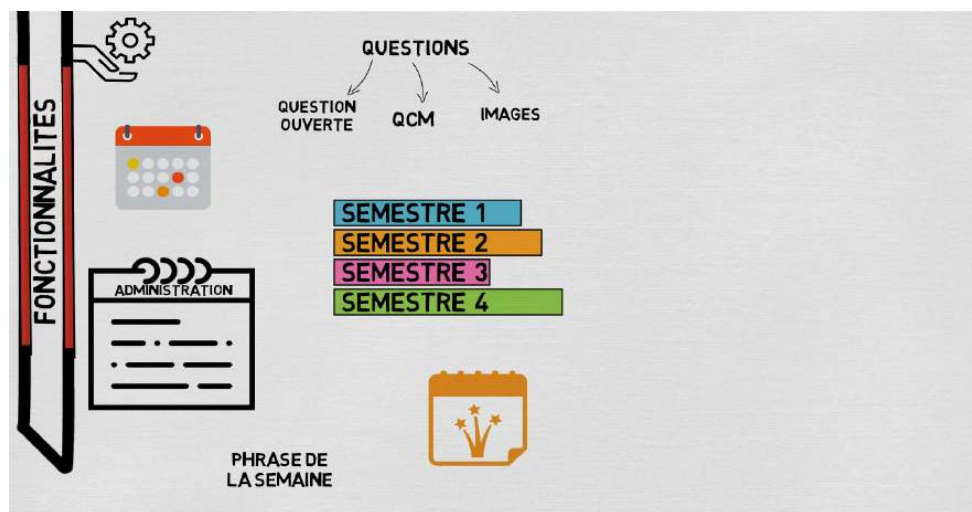 FONCTIONNALITES
QUESTIONS
QUESTION
OUVERTE
QCM
IMAGES
SEMESTRE 1
SEMESTRE 2
SEMESTRE 3
SEMESTRE 4
ADMINISTRATION
PHRASE DE
LA SEMAINE